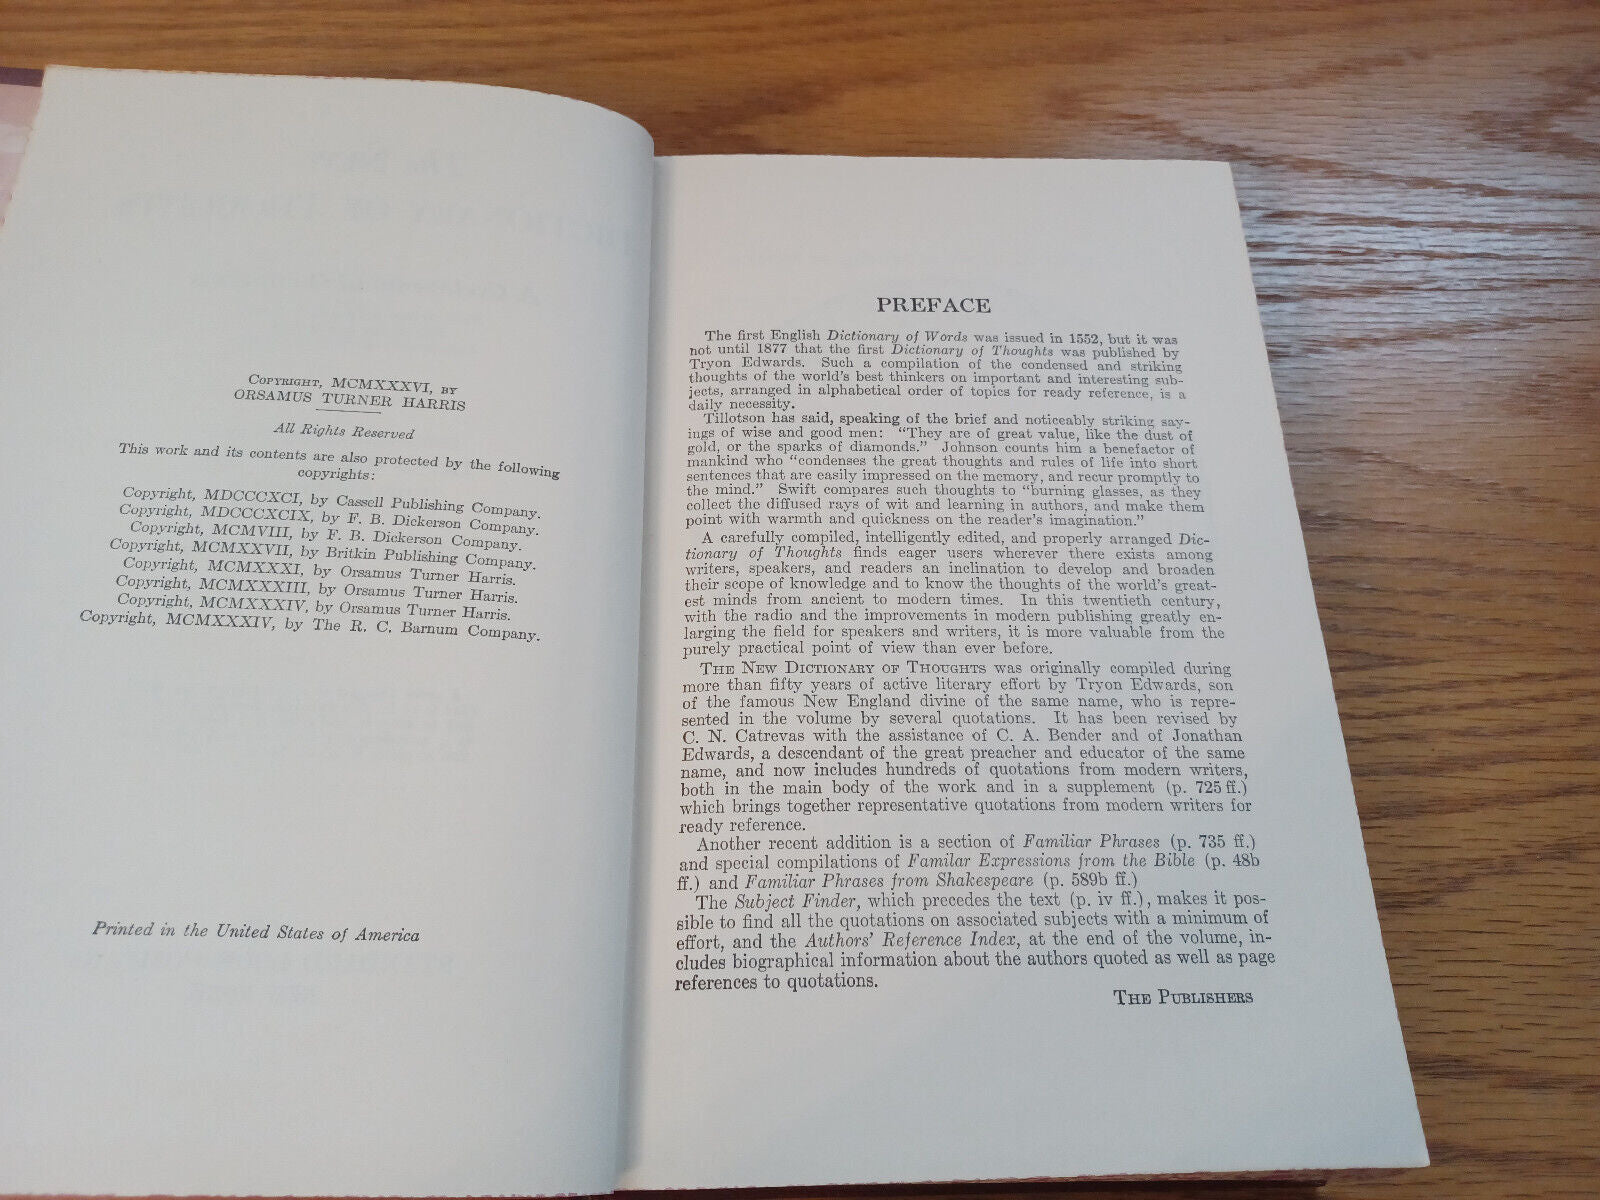 COPYRIGHT, MCMXXXVI, BY
ORSAMUS TURNER HARRIS
All Rights Reserved
This work and its contents are also protected by the following
copyrights:
Copyright, MDCCCXCI, by Cassell Publishing Company.
Copyright, MDCCCXCIX, by F. B. Dickerson Company.
Copyright, MCMVIII, by F. B. Dickerson Company.
Copyright, MCMXXVII, by Britkin Publishing Company.
Copyright, MCMXXXI, by Orsamus Turner Harris.
Copyright, MCMXXXIII, by Orsamus Turner Harris.
Copyright, MCMXXXIV, by Orsamus Turner Harris.
Copyright, MCMXXXIV, by The R. C. Barnum Company.
Printed in the United States of America
PREFACE
The first English Dictionary of Words was issued in 1552, but it was
not until 1877 that the first Dictionary of Thoughts was published by
Tryon Edwards. Such a compilation of the condensed and striking
thoughts of the world's best thinkers on important and interesting sub-
jects, arranged in alphabetical order of topics for ready reference, is a
daily necessity.
Tillotson has said, speaking of the brief and noticeably striking say-
ings of wise and good men: "They are of great value, like the dust of
gold, or the sparks of diamonds." Johnson counts him a benefactor of
mankind who "condenses the great thoughts and rules of life into short
sentences that are easily impressed on the memory, and recur promptly to
the mind." Swift compares such thoughts to "burning glasses, as they
collect the diffused rays of wit and learning in authors, and make them
point with warmth and quickness on the reader's imagination."
A carefully compiled, intelligently edited, and properly arranged Dic-
tionary of Thoughts finds eager users wherever there exists among
writers, speakers, and readers an inclination to develop and broaden
their scope of knowledge and to know the thoughts of the world's great-
est minds from ancient to modern times. In this twentieth century,
with the radio and the improvements in modern publishing greatly en-
larging the field for speakers and writers, it is more valuable from the
purely practical point of view than ever before.
THE NEW DICTIONARY OF THOUGHTS was originally compiled during
more than fifty years of active literary effort by Tryon Edwards, son
of the famous New England divine of the same name, who is repre-
sented in the volume by several quotations. It has been revised by
C. N. Catrevas with the assistance of C. A. Bender and of Jonathan
Edwards, a descendant of the great preacher and educator of the same
name, and now includes hundreds of quotations from modern writers,
both in the main body of the work and in a supplement (p. 725 ff.)
which brings together representative quotations from modern writers for
ready reference.
Another recent addition is a section of Familiar Phrases (p. 735 ff.)
and special compilations of Familar Expressions from the Bible (p. 48b
ff.) and Familiar Phrases from Shakespeare (p. 589b ff.)
The Subject Finder, which precedes the text (p. iv ff.), makes it pos-
sible to find all the quotations on associated subjects with a minimum of
effort, and the Authors' Reference Index, at the end of the volume, in-
cludes biographical information about the authors quoted as well as page
references to quotations.
THE PUBLISHERS